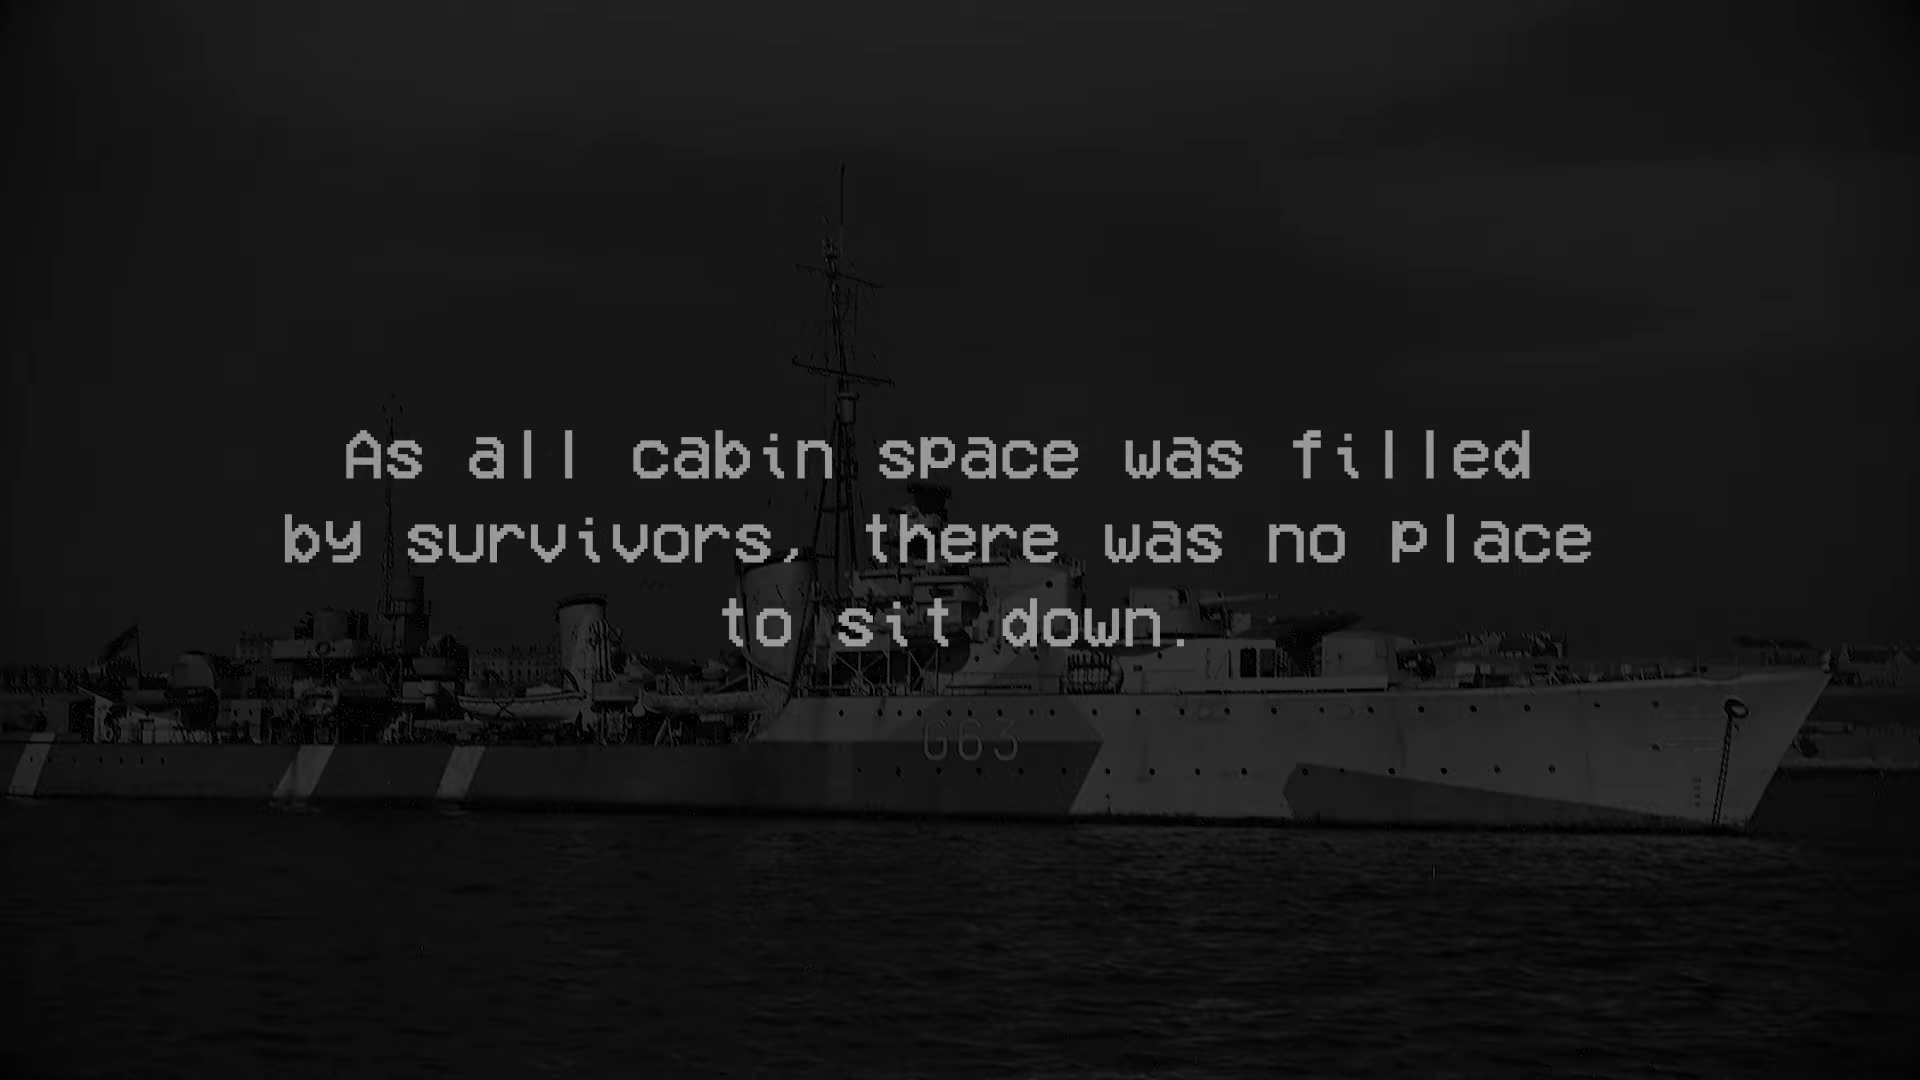 As all cabin space was filled
by survivors, there was no place
to sit down.
G63